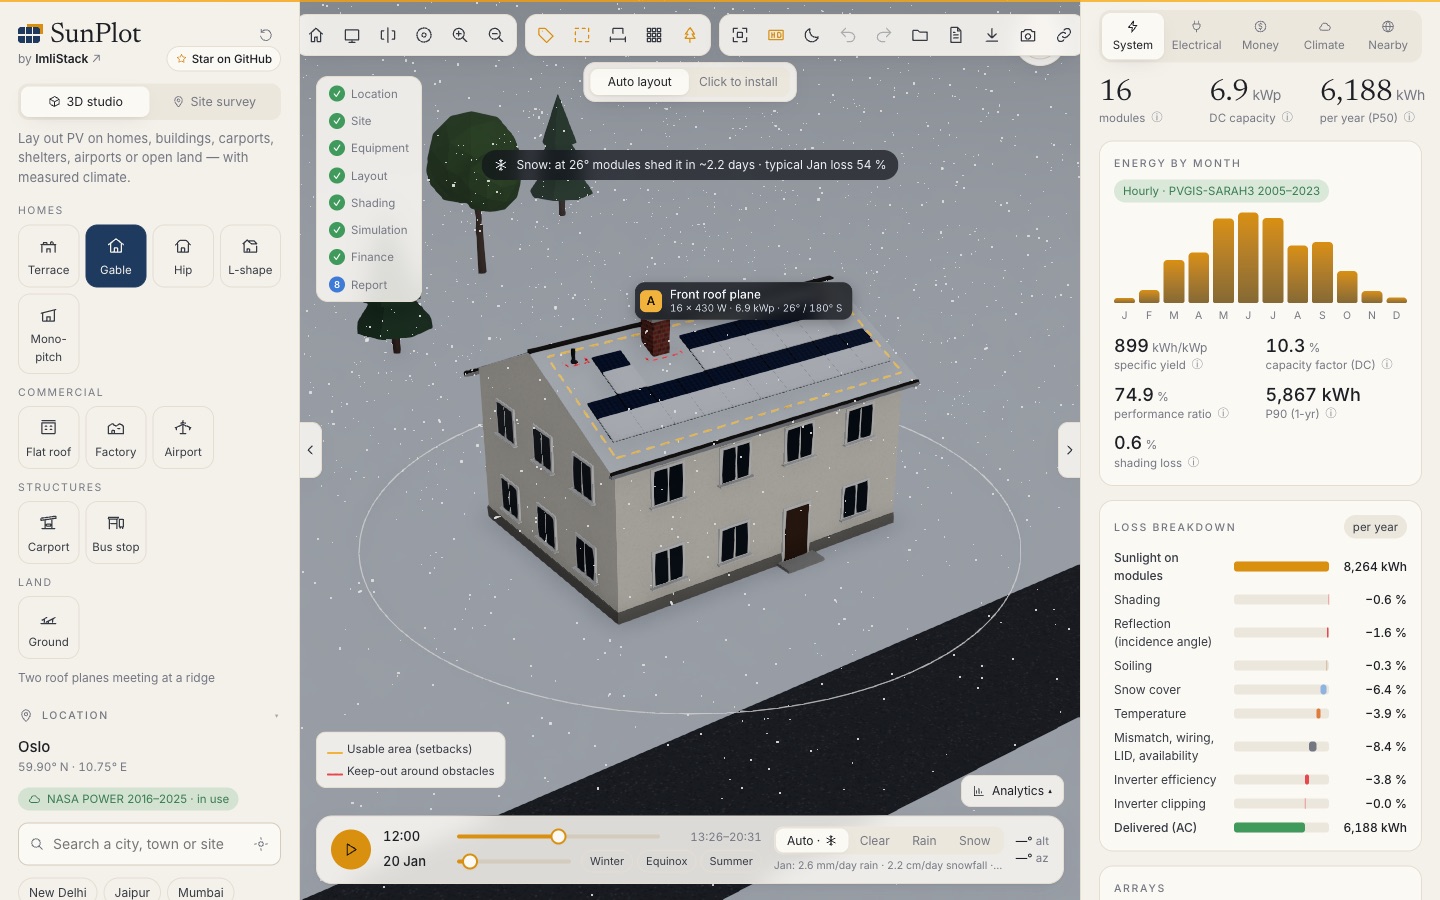 SunPlot
by ImliStack ↗
Star on GitHub
3D studio
Site survey
Lay out PV on homes, buildings, carports,
shelters, airports or open land — with
measured climate.
HOMES
Terrace
Gable
Hip
L-shape
Mono-
pitch
COMMERCIAL
Flat roof
Factory
Airport
STRUCTURES
Carport
Bus stop
LAND
Ground
Two roof planes meeting at a ridge
LOCATION
Oslo
59.90° N · 10.75° E
NASA POWER 2016–2025 · in use
Search a city, town or site
New Delhi
Jaipur
Mumbai
HD
Auto layout
Click to install
Location
Site
Equipment
Layout
Shading
Simulation
Finance
8 Report
Snow: at 26° modules shed it in ~2.2 days · typical Jan loss 54 %
A
Front roof plane
16 × 430 W · 6.9 kWp · 26° / 180° S
Usable area (setbacks)
Keep-out around obstacles
Analytics
12:00
13:26–20:31
20 Jan
Winter
Equinox
Summer
Auto ·
Clear
Rain
Snow
Jan: 2.6 mm/day rain · 2.2 cm/day snowfall ·...
—° alt
—° az
System
Electrical
Money
Climate
Nearby
16
modules
6.9 kWp
DC capacity
6,188 kWh
per year (P50)
ENERGY BY MONTH
Hourly · PVGIS-SARAH3 2005–2023
J F M A M J J A S O N D
899 kWh/kWp
specific yield
10.3 %
capacity factor (DC)
74.9 %
performance ratio
5,867 kWh
P90 (1-yr)
0.6 %
shading loss
LOSS BREAKDOWN
per year
Sunlight on
modules
8,264 kWh
Shading
−0.6 %
Reflection
(incidence angle)
−1.6 %
Soiling
−0.3 %
Snow cover
−6.4 %
Temperature
−3.9 %
Mismatch, wiring,
LID, availability
−8.4 %
Inverter efficiency
−3.8 %
Inverter clipping
−0.0 %
Delivered (AC)
6,188 kWh
ARRAYS